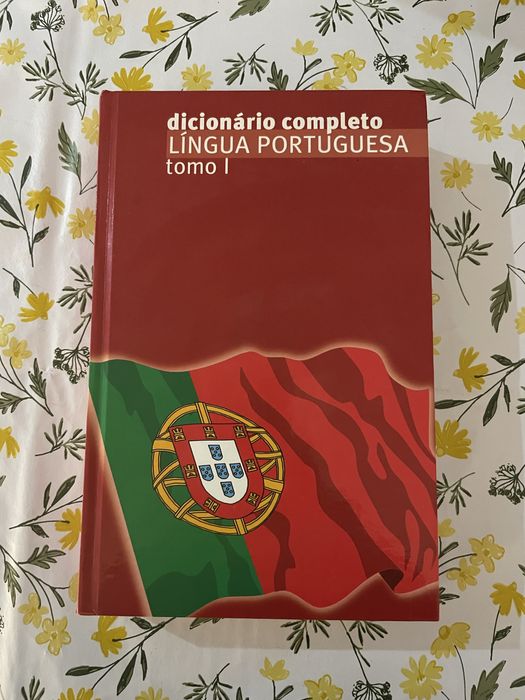 dicionário completo
LÍNGUA PORTUGUESA
tomo I